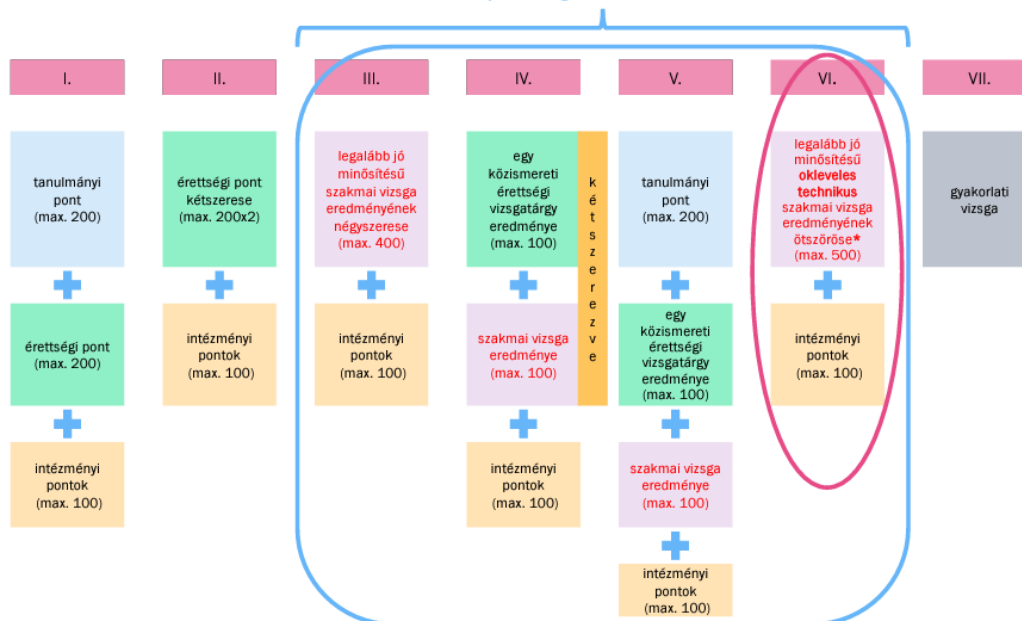 I.
II.
III.
IV.
V.
VI.
VII.
tanulmányi
pont
(max. 200)
érettségi pont
kétszerese
(max. 200x2)
legalább jó
minősítésű
szakmai vizsga
eredményének
négyszerese
(max. 400)
egy
közismereti
érettségi
vizsgatárgy
eredménye
(max. 100)
kétszerezve
tanulmányi
pont
(max. 200)
legalább jó
minősítésű
okleveles
technikus
szakmai vizsga
eredményének
ötszöröse*
(max. 500)
gyakorlati
vizsga
érettségi pont
(max. 200)
intézményi
pontok
(max. 100)
intézményi
pontok
(max. 100)
szakmai vizsga
eredménye
(max. 100)
egy
közismereti
érettségi
vizsgatárgy
eredménye
(max. 100)
intézményi
pontok
(max. 100)
intézményi
pontok
(max. 100)
intézményi
pontok
(max. 100)
szakmai vizsga
eredménye
(max. 100)
intézményi
pontok
(max. 100)